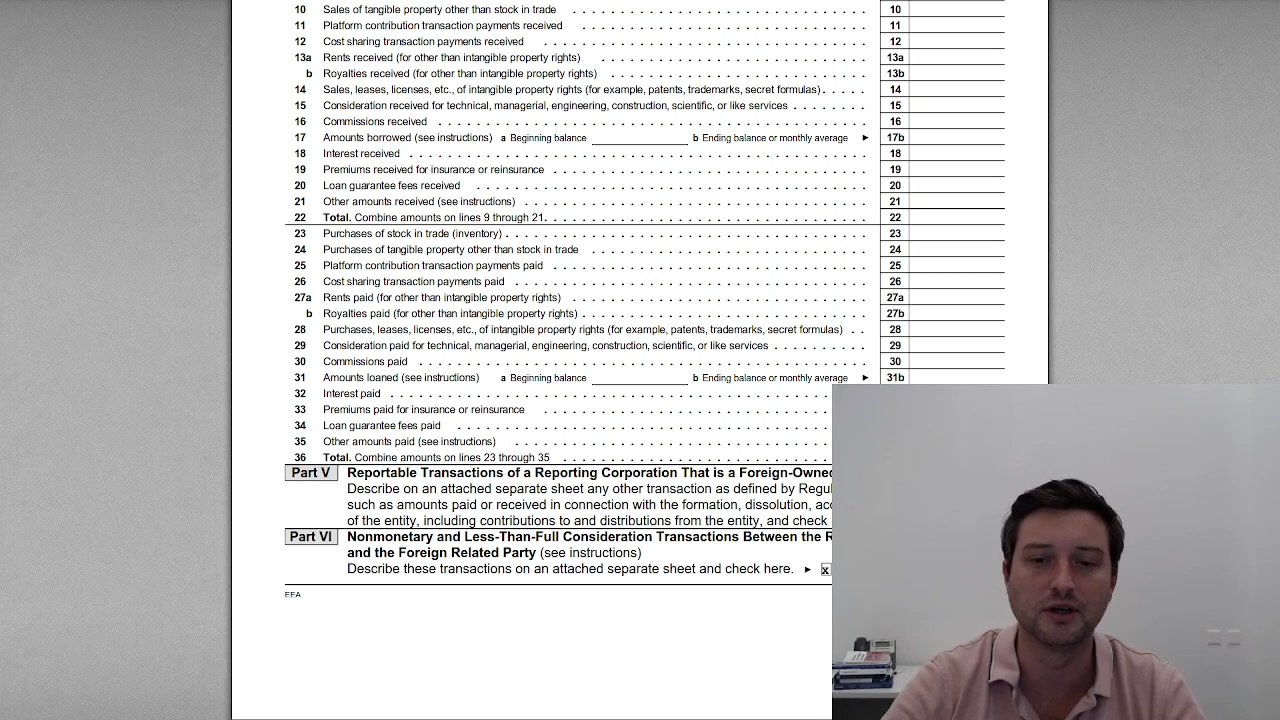 10 Sales of tangible property other than stock in trade 10
11 Platform contribution transaction payments received 11
12 Cost sharing transaction payments received 12
13a Rents received (for other than intangible property rights) 13a
b Royalties received (for other than intangible property rights) 13b
14 Sales, leases, licenses, etc., of intangible property rights (for example, patents, trademarks, secret formulas) 14
15 Consideration received for technical, managerial, engineering, construction, scientific, or like services 15
16 Commissions received 16
17 Amounts borrowed (see instructions) a Beginning balance b Ending balance or monthly average ► 17b
18 Interest received 18
19 Premiums received for insurance or reinsurance 19
20 Loan guarantee fees received 20
21 Other amounts received (see instructions) 21
22 Total. Combine amounts on lines 9 through 21. 22
23 Purchases of stock in trade (inventory) 23
24 Purchases of tangible property other than stock in trade 24
25 Platform contribution transaction payments paid 25
26 Cost sharing transaction payments paid 26
27a Rents paid (for other than intangible property rights) 27a
b Royalties paid (for other than intangible property rights) 27b
28 Purchases, leases, licenses, etc., of intangible property rights (for example, patents, trademarks, secret formulas) 28
29 Consideration paid for technical, managerial, engineering, construction, scientific, or like services 29
30 Commissions paid 30
31 Amounts loaned (see instructions) a Beginning balance b Ending balance or monthly average ► 31b
32 Interest paid
33 Premiums paid for insurance or reinsurance
34 Loan guarantee fees paid
35 Other amounts paid (see instructions)
36 Total. Combine amounts on lines 23 through 35
Part V Reportable Transactions of a Reporting Corporation That is a Foreign-Owned
Describe on an attached separate sheet any other transaction as defined by
such as amounts paid or received in connection with the formation, dissolution,
of the entity, including contributions to and distributions from the entity, and check
Part VI Nonmonetary and Less-Than-Full Consideration Transactions Between the
and the Foreign Related Party (see instructions)
Describe these transactions on an attached separate sheet and check here. ► x
EEA